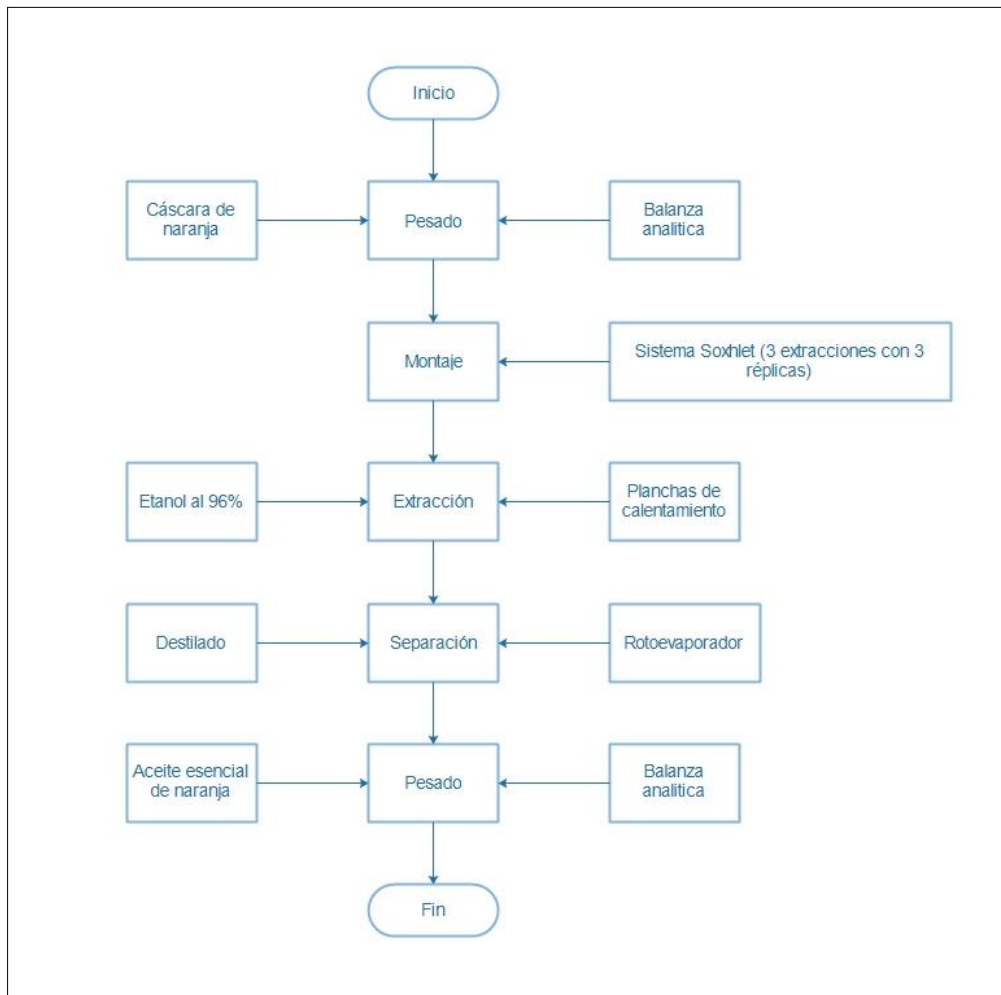 Inicio
Cáscara de
naranja
Pesado
Balanza
analitica
Montaje
Sistema Soxhlet (3 extracciones con 3
réplicas)
Etanol al 96%
Extracción
Planchas de
calentamiento
Destilado
Separación
Rotoevaporador
Aceite esencial
de naranja
Pesado
Balanza
analitica
Fin